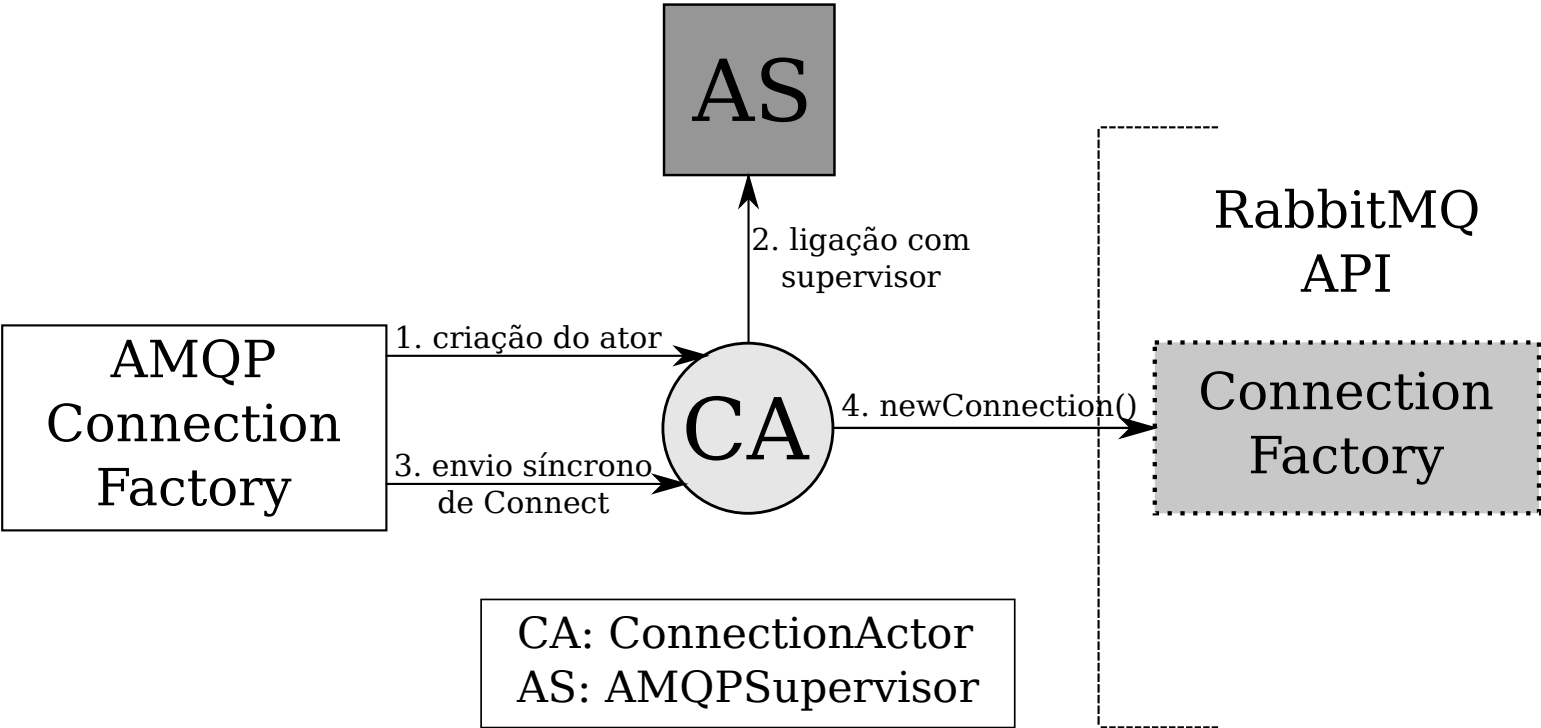 AS
2. ligação com
supervisor
RabbitMQ
API
1. criação do ator
AMQP
Connection
Factory
CA
4. newConnection()
Connection
Factory
3. envio síncrono
de Connect
CA: ConnectionActor
AS: AMQPSupervisor